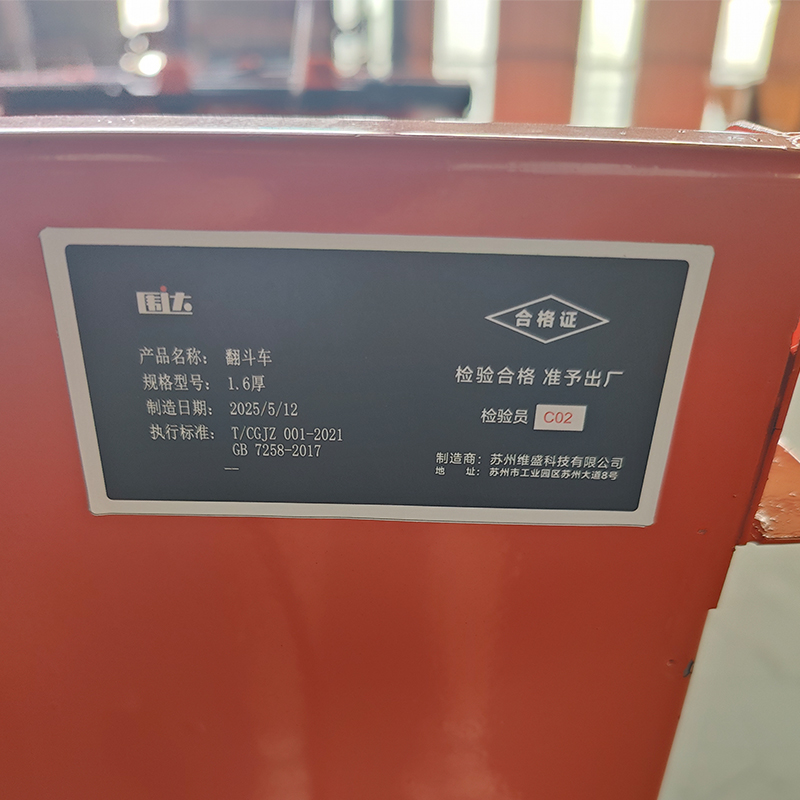 围达
产品名称： 翻斗车
规格型号： 1.6厚
制造日期： 2025/5/12
执行标准： T/CGJZ 001-2021
GB 7258-2017
—
合格证
检验合格 准予出厂
检验员 C02
制造商：苏州维盛科技有限公司
地 址：苏州市工业园区苏州大道8号